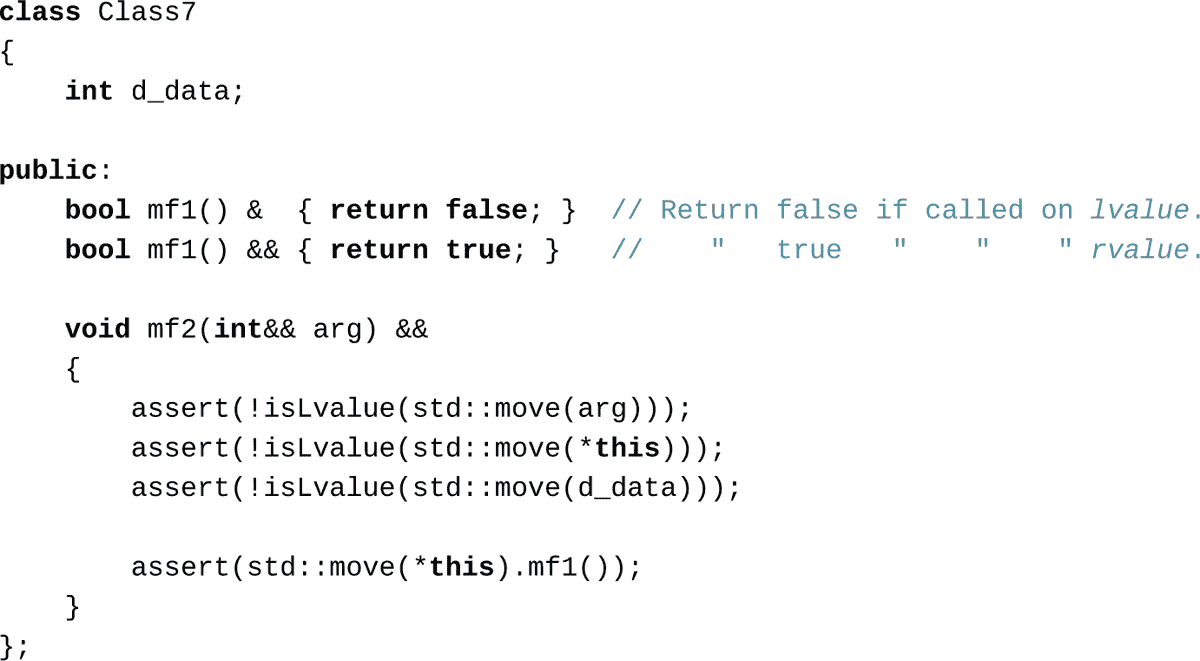 class Class7
{
    int d_data;

public:
    bool mf1() &  { return false; }  // Return false if called on lvalue.
    bool mf1() && { return true; }   //    "   true   "    "    " rvalue.

    void mf2(int&& arg) &&
    {
        assert(!isLvalue(std::move(arg)));
        assert(!isLvalue(std::move(*this)));
        assert(!isLvalue(std::move(d_data)));

        assert(std::move(*this).mf1());
    }
};